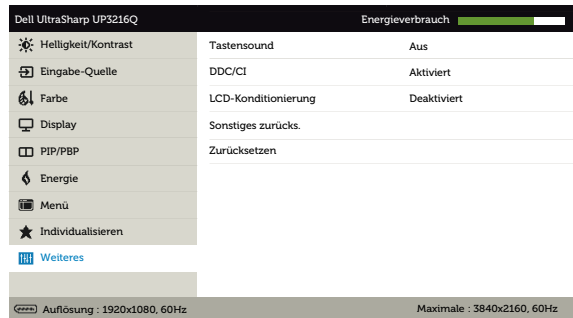 Dell UltraSharp UP3216Q Energieverbrauch
Helligkeit/Kontrast Tastensound Aus
Eingabe-Quelle DDC/CI Aktiviert
Farbe LCD-Konditionierung Deaktiviert
Display Sonstiges zurücks.
PIP/PBP Zurücksetzen
Energie
Menü
Individualisieren
Weiteres
Auflösung : 1920x1080, 60Hz Maximale : 3840x2160, 60Hz